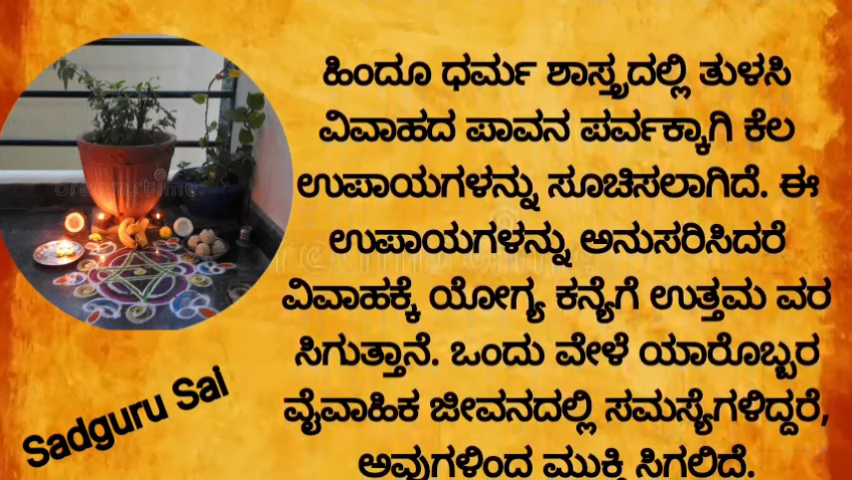 ಹಿಂದೂ ಧರ್ಮ ಶಾಸ್ತ್ರದಲ್ಲಿ ತುಳಸಿ
ವಿವಾಹದ ಪಾವನ ಪರ್ವಕ್ಕಾಗಿ ಕೆಲ
ಉಪಾಯಗಳನ್ನು ಸೂಚಿಸಲಾಗಿದೆ. ಈ
ಉಪಾಯಗಳನ್ನು ಅನುಸರಿಸಿದರೆ
ವಿವಾಹಕ್ಕೆ ಯೋಗ್ಯ ಕನ್ಯೆಗೆ ಉತ್ತಮ ವರ
ಸಿಗುತ್ತಾನೆ. ಒಂದು ವೇಳೆ ಯಾರೊಬ್ಬರ
ವೈವಾಹಿಕ ಜೀವನದಲ್ಲಿ ಸಮಸ್ಯೆಗಳಿದ್ದರೆ,
ಅವುಗಳಿಂದ ಮುಕ್ತಿ ಸಿಗಲಿದೆ.
Sadguru Sai
dreamstime